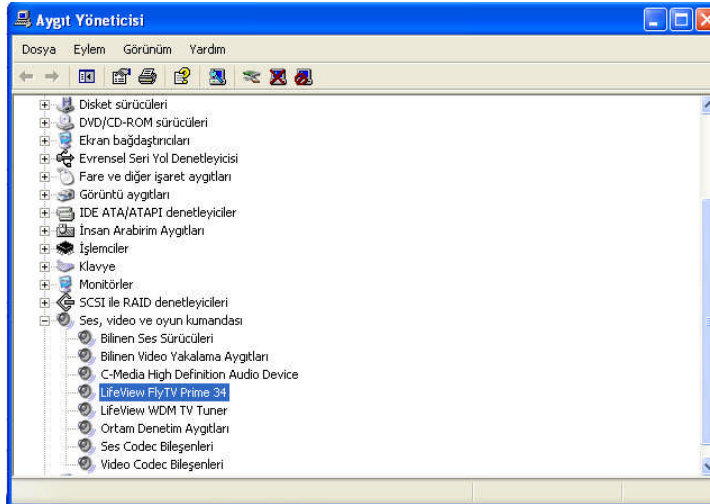 Aygıt Yöneticisi
Dosya Eylem Görünüm Yardım
Disket sürücüleri
DVD/CD-ROM sürücüleri
Ekran bağdaştırıcıları
Evrensel Seri Yol Denetleyicisi
Fare ve diğer işaret aygıtları
Görüntü aygıtları
IDE ATA/ATAPI denetleyiciler
İnsan Arabirim Aygıtları
İşlemciler
Klavye
Monitörler
SCSI ile RAID denetleyicileri
Ses, video ve oyun kumandası
Bilinen Ses Sürücüleri
Bilinen Video Yakalama Aygıtları
C-Media High Definition Audio Device
LifeView FlyTV Prime 34
LifeView WDM TV Tuner
Ortam Denetim Aygıtları
Ses Codec Bileşenleri
Video Codec Bileşenleri